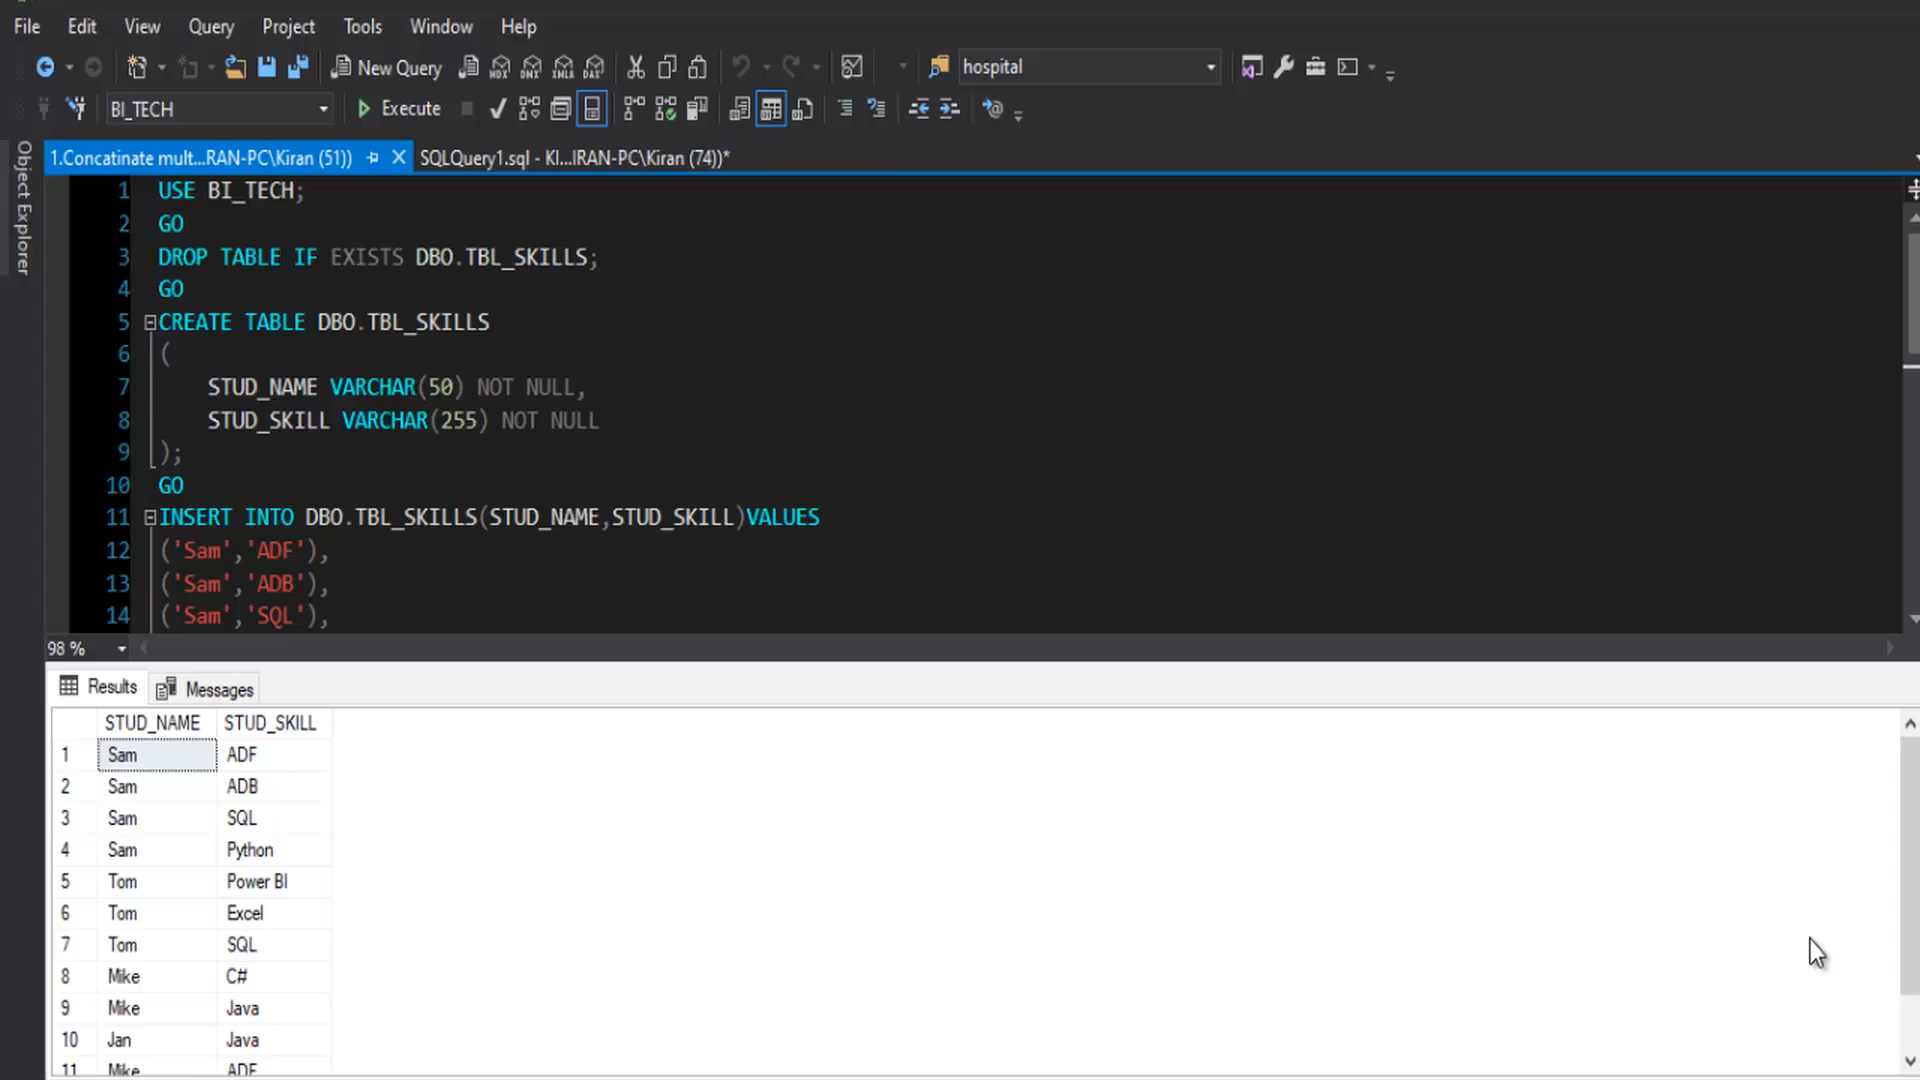 File Edit View Query Project Tools Window Help
New Query MDX DMX XMLA DAX hospital
BI_TECH Execute
1.Concatinate mult...RAN-PC\Kiran (51)) SQLQuery1.sql - KI...IRAN-PC\Kiran (74))*
Object Explorer
1 USE BI_TECH;
2 GO
3 DROP TABLE IF EXISTS DBO.TBL_SKILLS;
4 GO
5 CREATE TABLE DBO.TBL_SKILLS
6 (
7 STUD_NAME VARCHAR(50) NOT NULL,
8 STUD_SKILL VARCHAR(255) NOT NULL
9 );
10 GO
11 INSERT INTO DBO.TBL_SKILLS(STUD_NAME,STUD_SKILL)VALUES
12 ('Sam','ADF'),
13 ('Sam','ADB'),
14 ('Sam','SQL'),
98 %
Results Messages
STUD_NAME STUD_SKILL
1 Sam ADF
2 Sam ADB
3 Sam SQL
4 Sam Python
5 Tom Power BI
6 Tom Excel
7 Tom SQL
8 Mike C#
9 Mike Java
10 Jan Java
11 Mike ADF